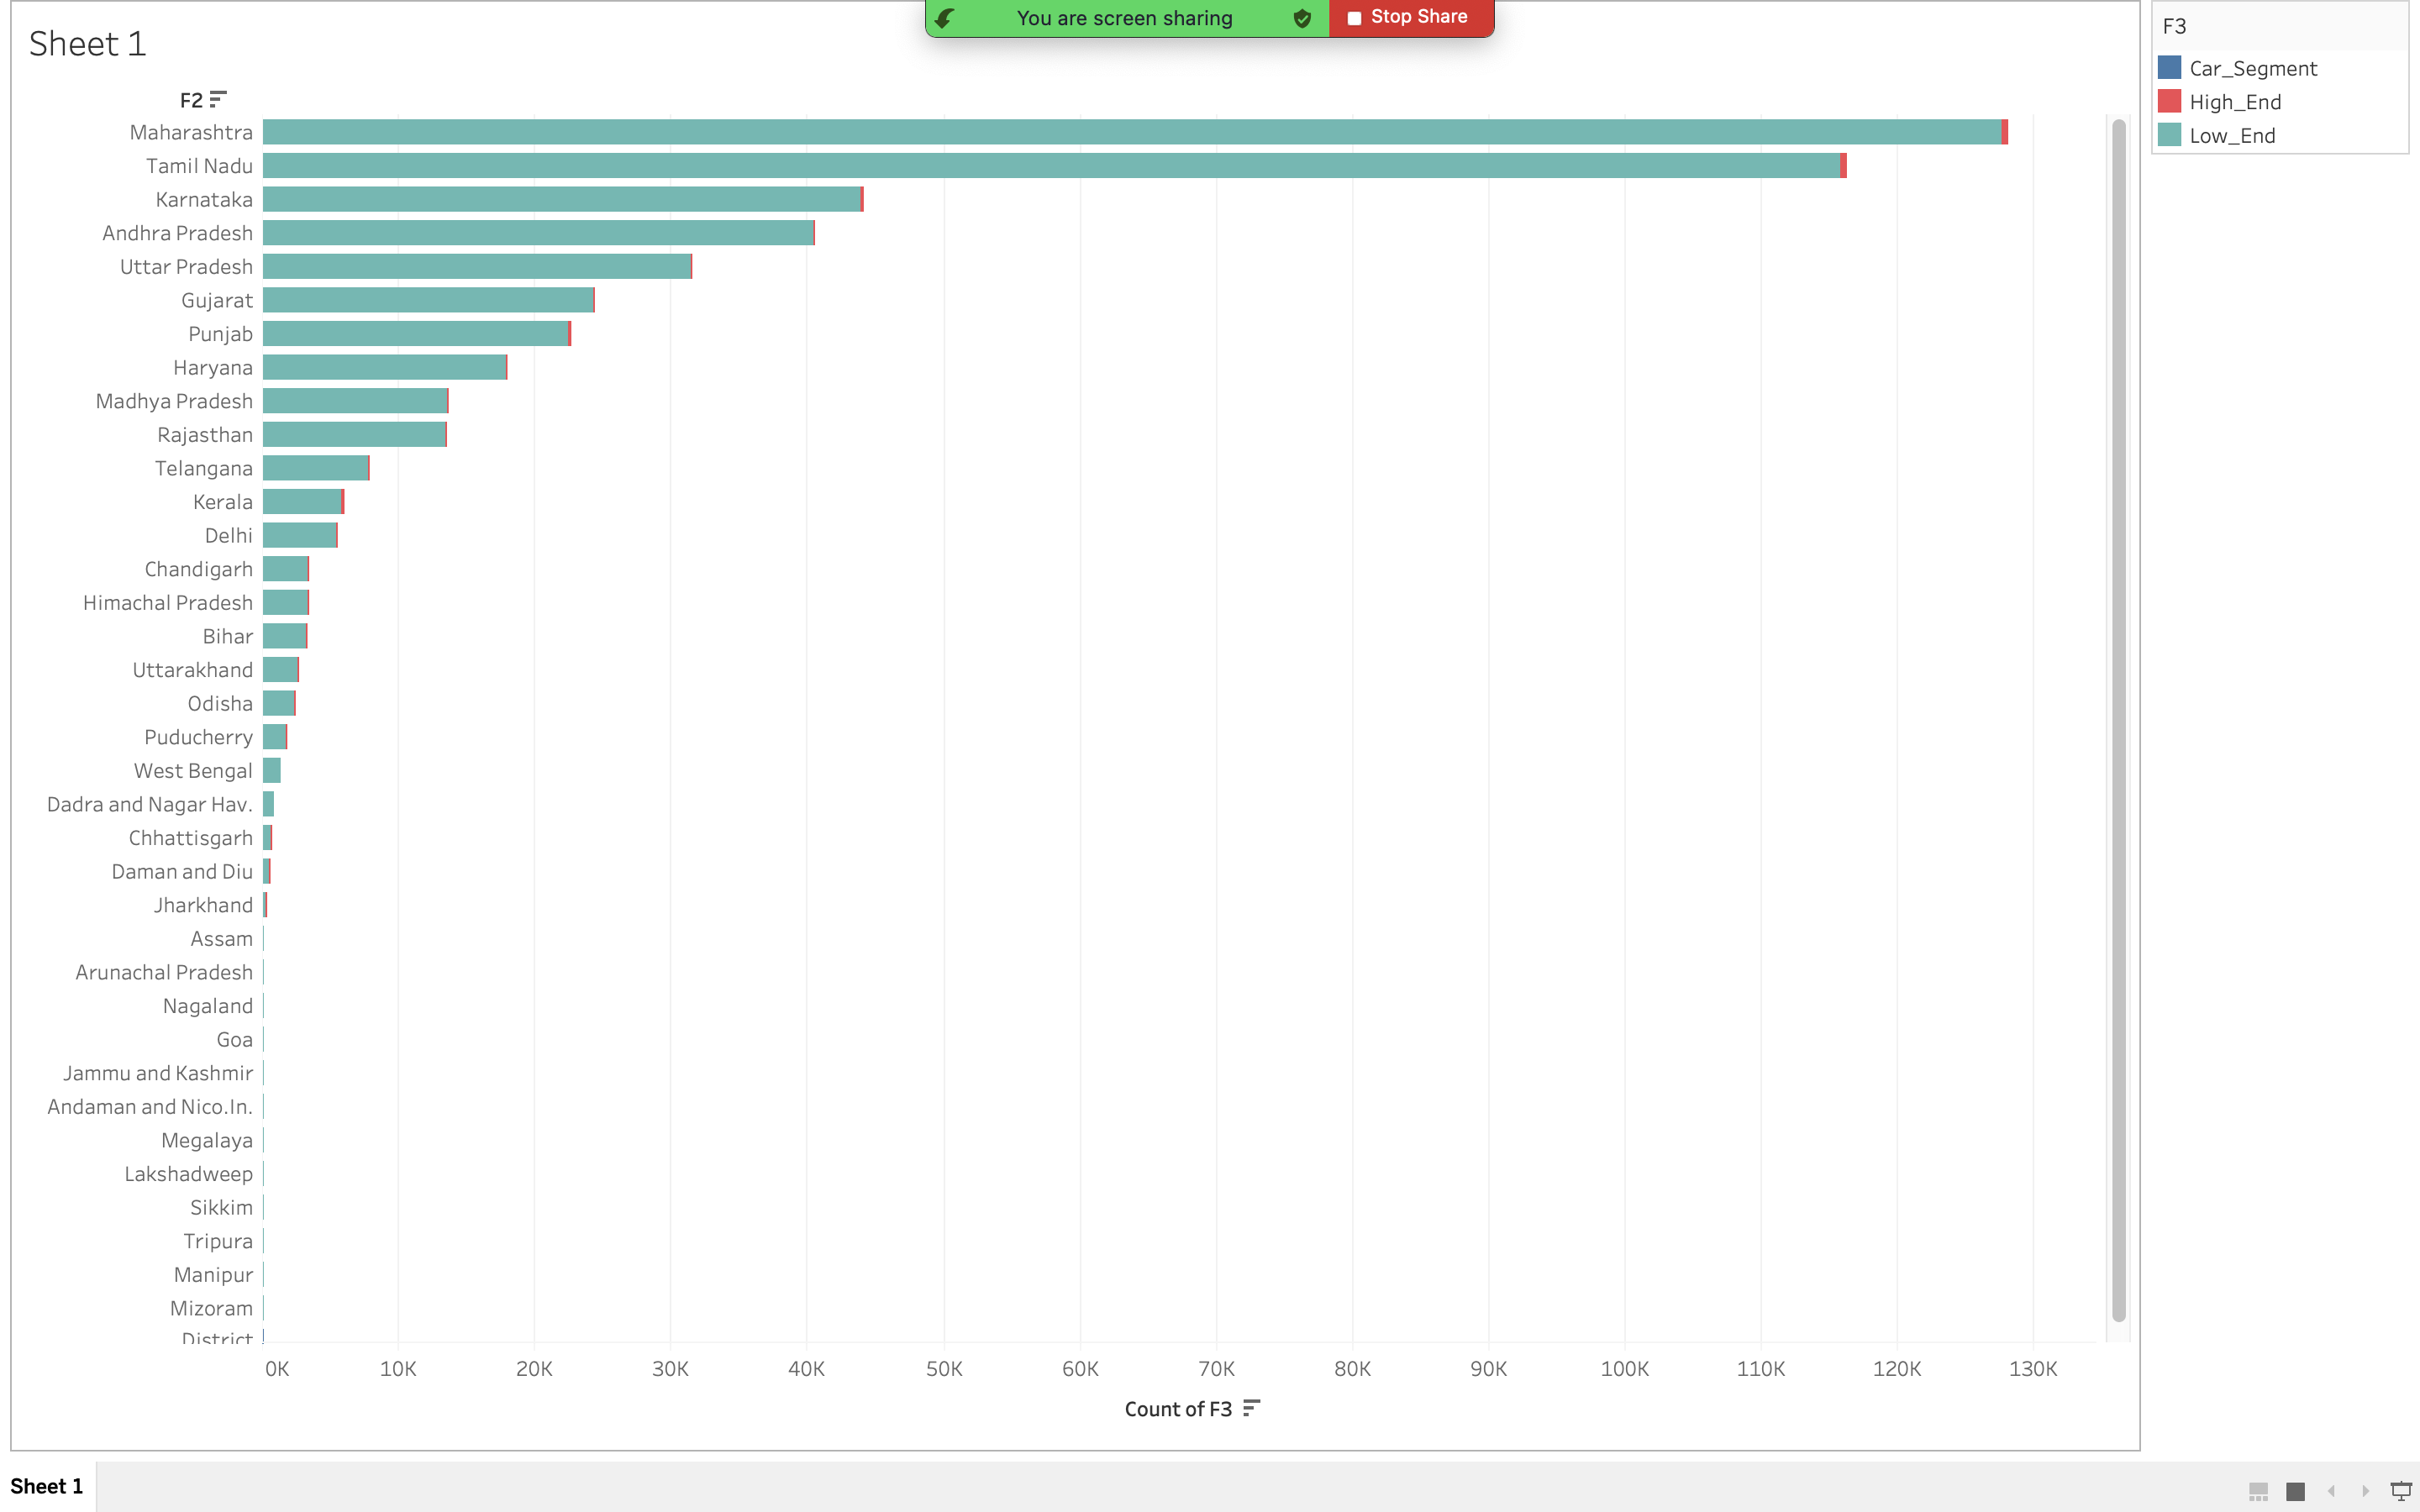 You are screen sharing
Stop Share
Sheet 1
F2
Maharashtra
Tamil Nadu
Karnataka
Andhra Pradesh
Uttar Pradesh
Gujarat
Punjab
Haryana
Madhya Pradesh
Rajasthan
Telangana
Kerala
Delhi
Chandigarh
Himachal Pradesh
Bihar
Uttarakhand
Odisha
Puducherry
West Bengal
Dadra and Nagar Hav.
Chhattisgarh
Daman and Diu
Jharkhand
Assam
Arunachal Pradesh
Nagaland
Goa
Jammu and Kashmir
Andaman and Nico.In.
Megalaya
Lakshadweep
Sikkim
Tripura
Manipur
Mizoram
District
0K 10K 20K 30K 40K 50K 60K 70K 80K 90K 100K 110K 120K 130K
Count of F3
F3
Car_Segment
High_End
Low_End
Sheet 1